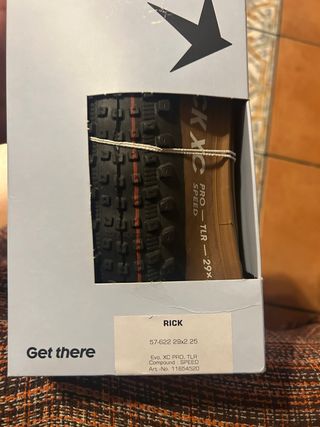 CK XC
PRO — TLR — 29×
SPEED
RICK
57-622 29x2.25
Evo, XC PRO, TLR
Compound : SPEED
Art.-No. 11654520
Get there